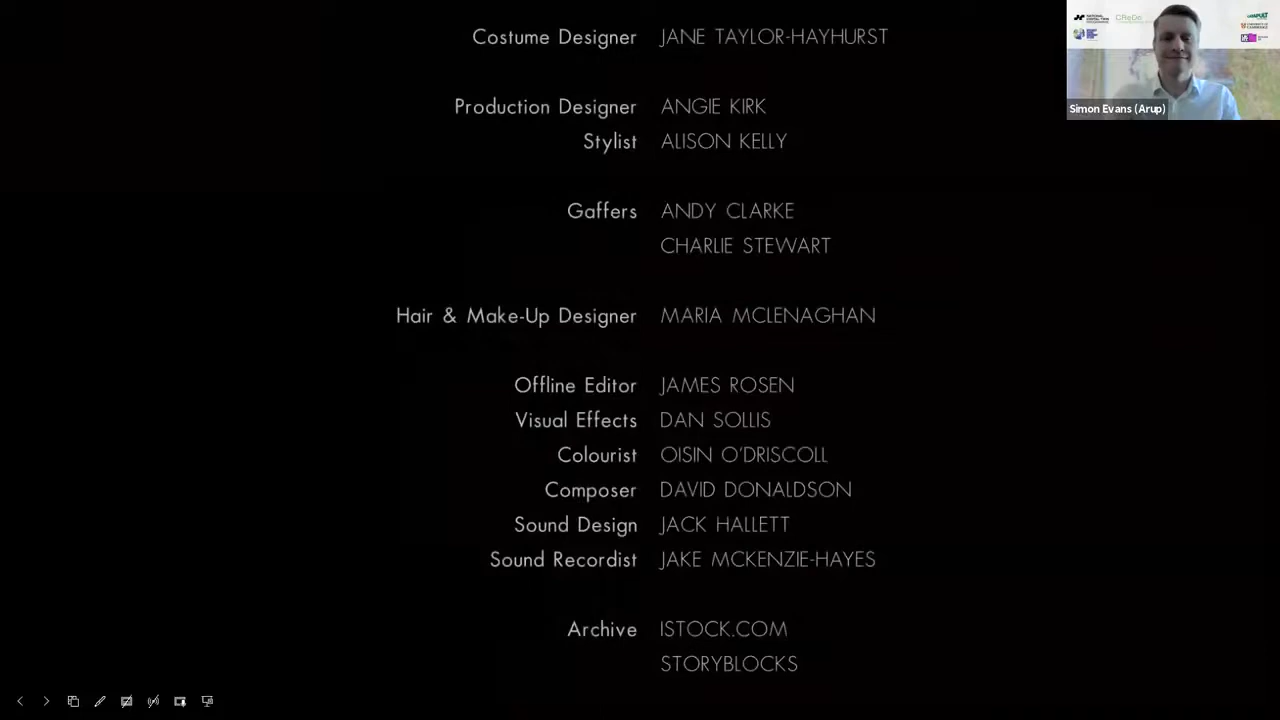 Costume Designer JANE TAYLOR-HAYHURST
Production Designer ANGIE KIRK
Stylist ALISON KELLY
Gaffers ANDY CLARKE
CHARLIE STEWART
Hair & Make-Up Designer MARIA MCLENAGHAN
Offline Editor JAMES ROSEN
Visual Effects DAN SOLLIS
Colourist OISIN O'DRISCOLL
Composer DAVID DONALDSON
Sound Design JACK HALLETT
Sound Recordist JAKE MCKENZIE-HAYES
Archive ISTOCK.COM
STORYBLOCKS
CReDo
CATAPULT
Simon Evans (Arup)